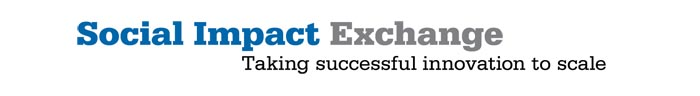 Social Impact Exchange
Taking successful innovation to scale